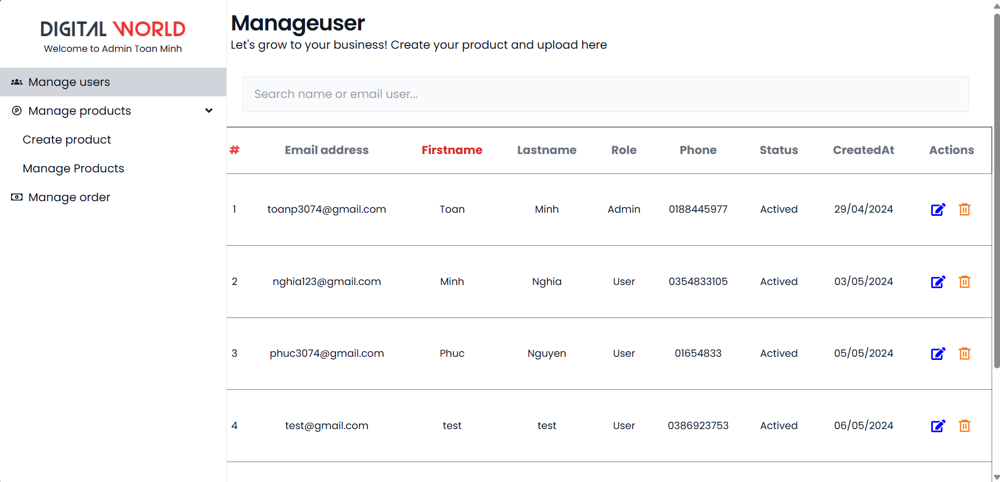 DIGITAL WORLD
Welcome to Admin Toan Minh
Manage users
Manage products
Create product
Manage Products
Manage order
Manageuser
Let's grow to your business! Create your product and upload here
Search name or email user...
# Email address Firstname Lastname Role Phone Status CreatedAt Actions
1 toanp3074@gmail.com Toan Minh Admin 0188445977 Actived 29/04/2024
2 nghia123@gmail.com Minh Nghia User 0354833105 Actived 03/05/2024
3 phuc3074@gmail.com Phuc Nguyen User 01654833 Actived 05/05/2024
4 test@gmail.com test test User 0386923753 Actived 06/05/2024